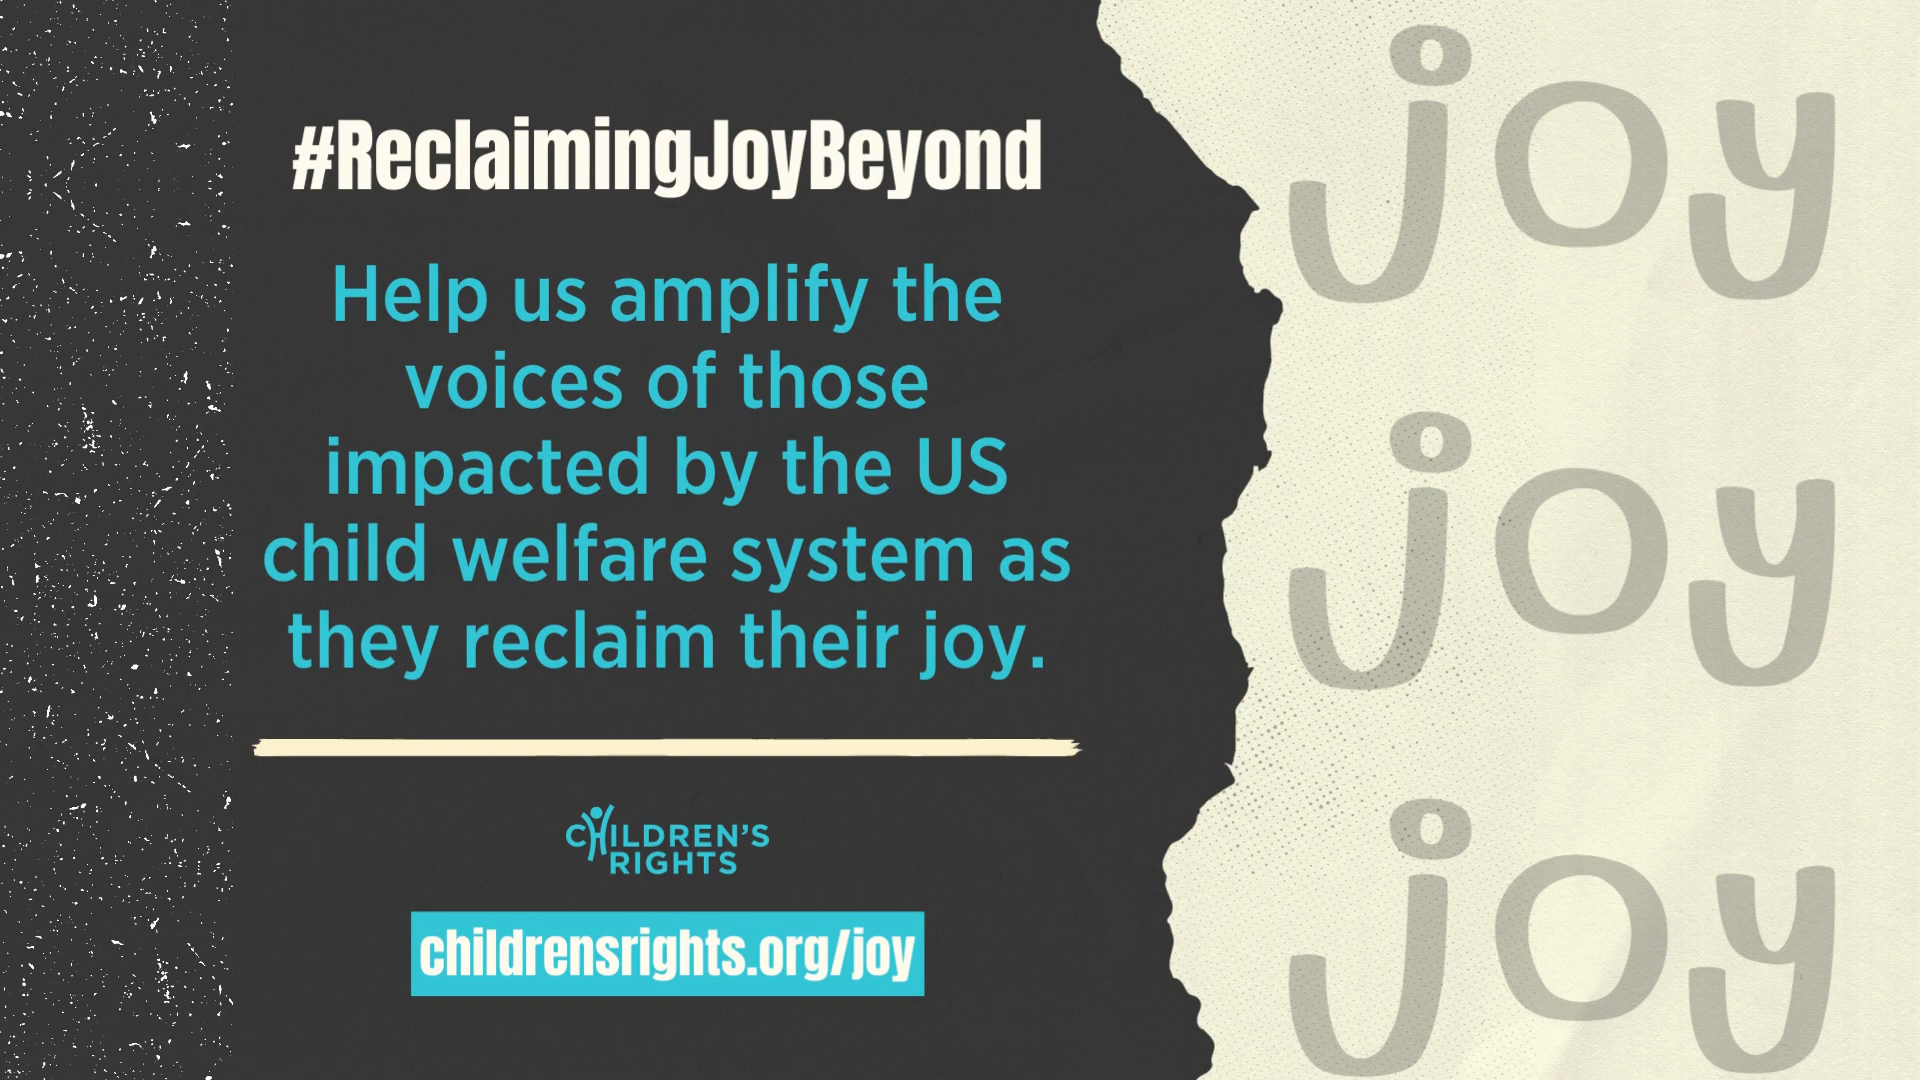 #ReclaimingJoyBeyond
Help us amplify the
voices of those
impacted by the US
child welfare system as
they reclaim their joy.
CHILDREN'S
RIGHTS
childrensrights.org/joy
joy
joy
joy